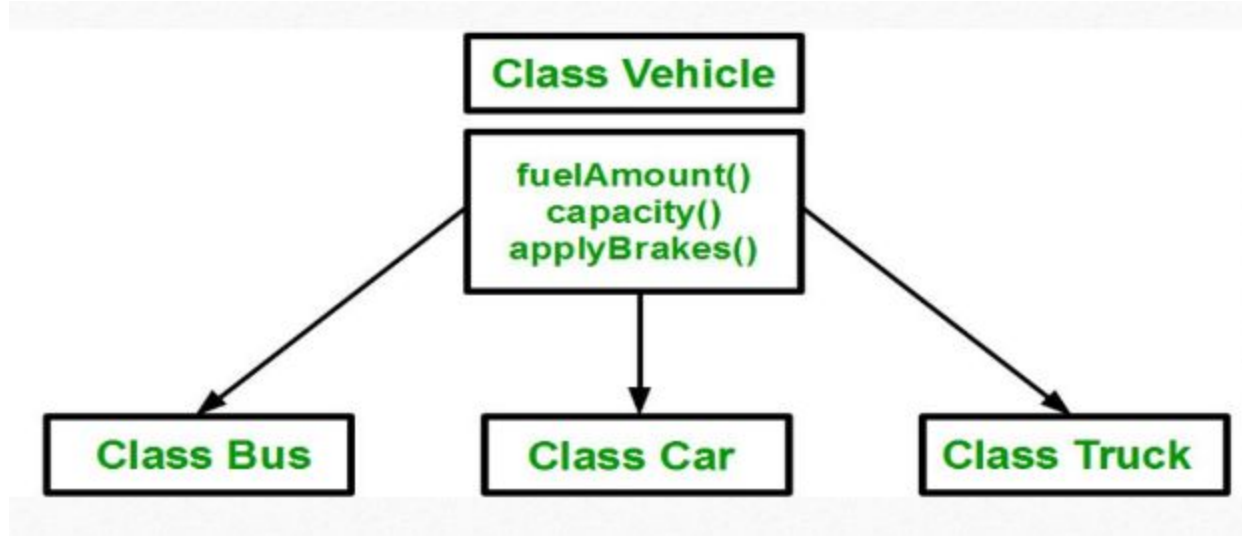 Class Vehicle
fuelAmount()
capacity()
applyBrakes()
Class Bus
Class Car
Class Truck